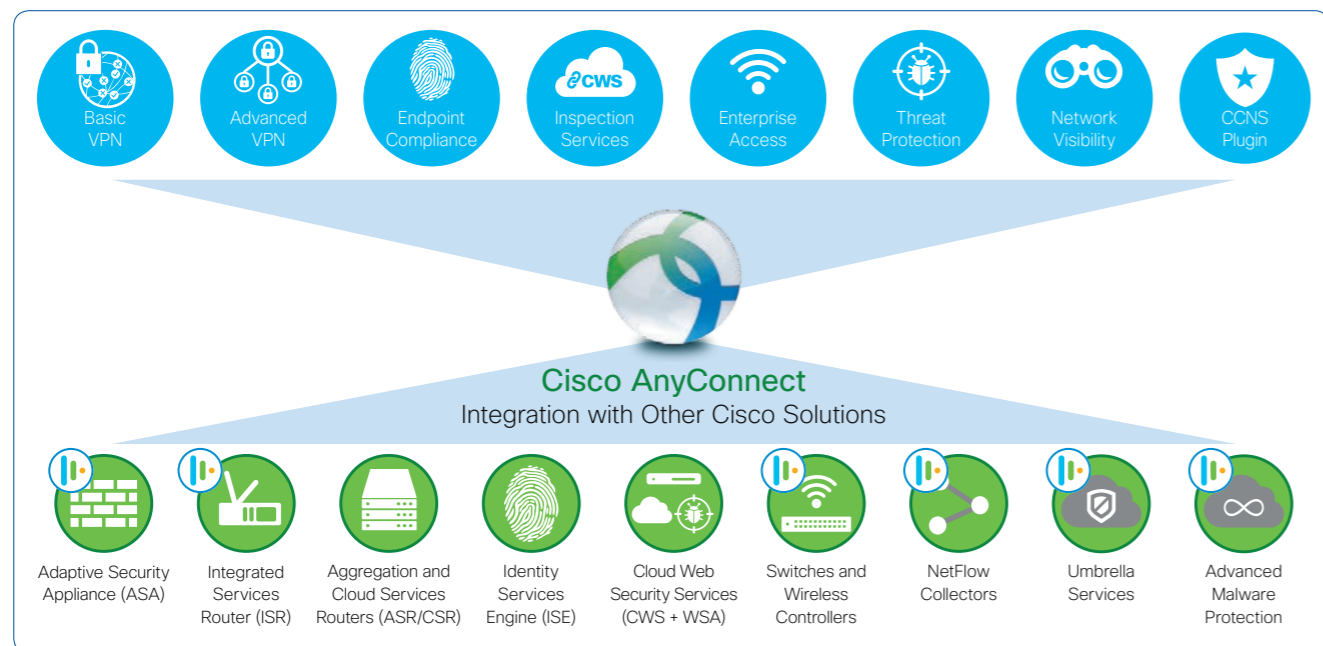 Basic
VPN
Advanced
VPN
Endpoint
Compliance
CWS
Inspection
Services
Enterprise
Access
Threat
Protection
Network
Visibility
CCNS
Plugin
Cisco AnyConnect
Integration with Other Cisco Solutions
Adaptive Security
Appliance (ASA)
Integrated
Services
Router (ISR)
Aggregation and
Cloud Services
Routers (ASR/CSR)
Identity
Services
Engine (ISE)
Cloud Web
Security Services
(CWS + WSA)
Switches and
Wireless
Controllers
NetFlow
Collectors
Umbrella
Services
Advanced
Malware
Protection